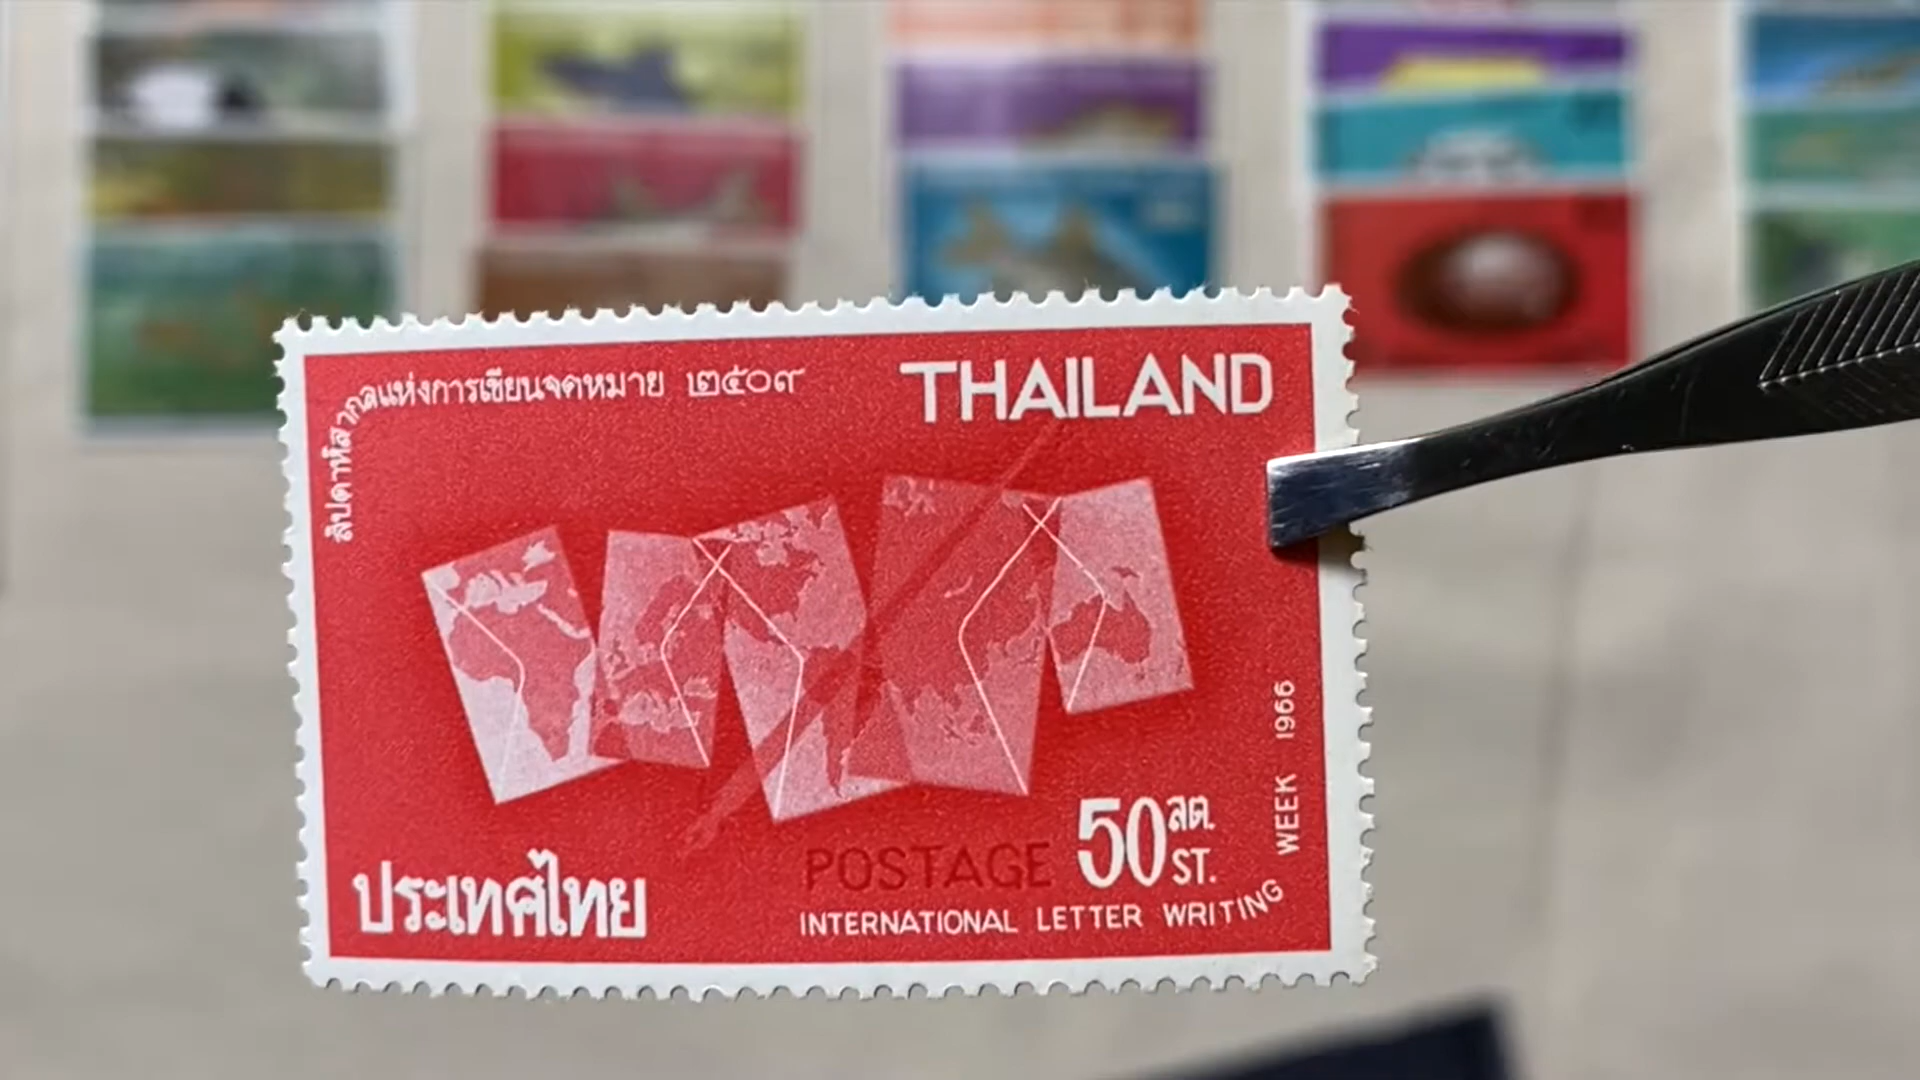 สัปดาห์สากลแห่งการเขียนจดหมาย ๒๕๐๙
THAILAND
ประเทศไทย
POSTAGE
50 สต.
ST.
INTERNATIONAL LETTER WRITING WEEK 1966